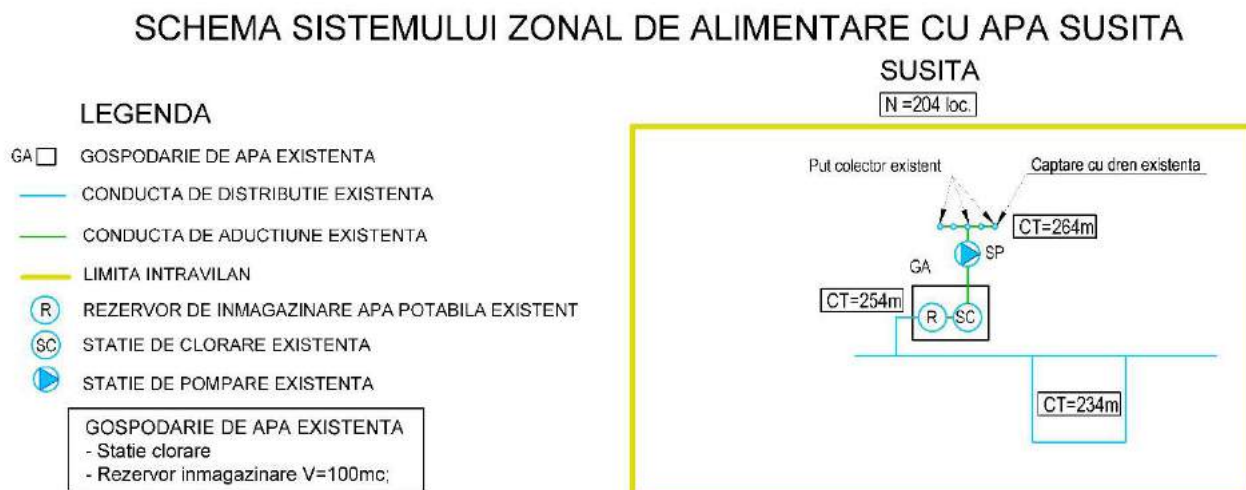 SCHEMA SISTEMULUI ZONAL DE ALIMENTARE CU APA SUSITA
SUSITA
N =204 loc.
LEGENDA
GA GOSPODARIE DE APA EXISTENTA
CONDUCTA DE DISTRIBUTIE EXISTENTA
CONDUCTA DE ADUCTIUNE EXISTENTA
LIMITA INTRAVILAN
R REZERVOR DE INMAGAZINARE APA POTABILA EXISTENT
SC STATIE DE CLORARE EXISTENTA
STATIE DE POMPARE EXISTENTA
GOSPODARIE DE APA EXISTENTA
- Statie clorare
- Rezervor inmagazinare V=100mc;
Put colector existent
Captare cu dren existenta
CT=264m
SP
GA
CT=254m
R
SC
CT=234m